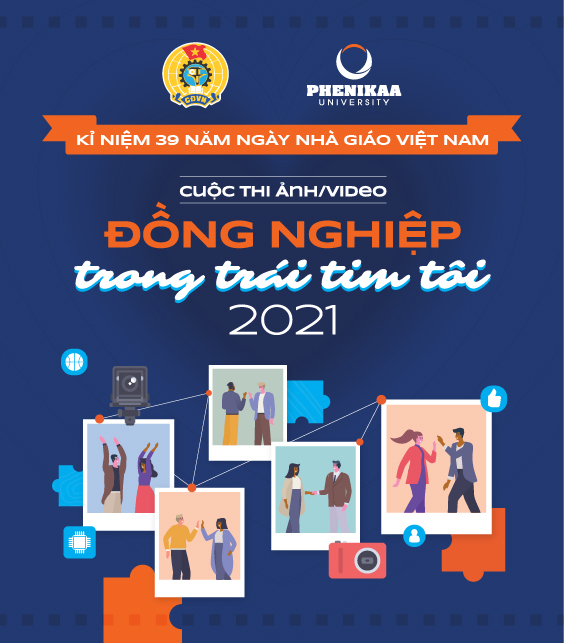 CĐVN
PHENIKAA
UNIVERSITY
KỈ NIỆM 39 NĂM NGÀY NHÀ GIÁO VIỆT NAM
CUỘC THI ẢNH/VIDEO
ĐỒNG NGHIỆP
trong trái tim tôi
2021